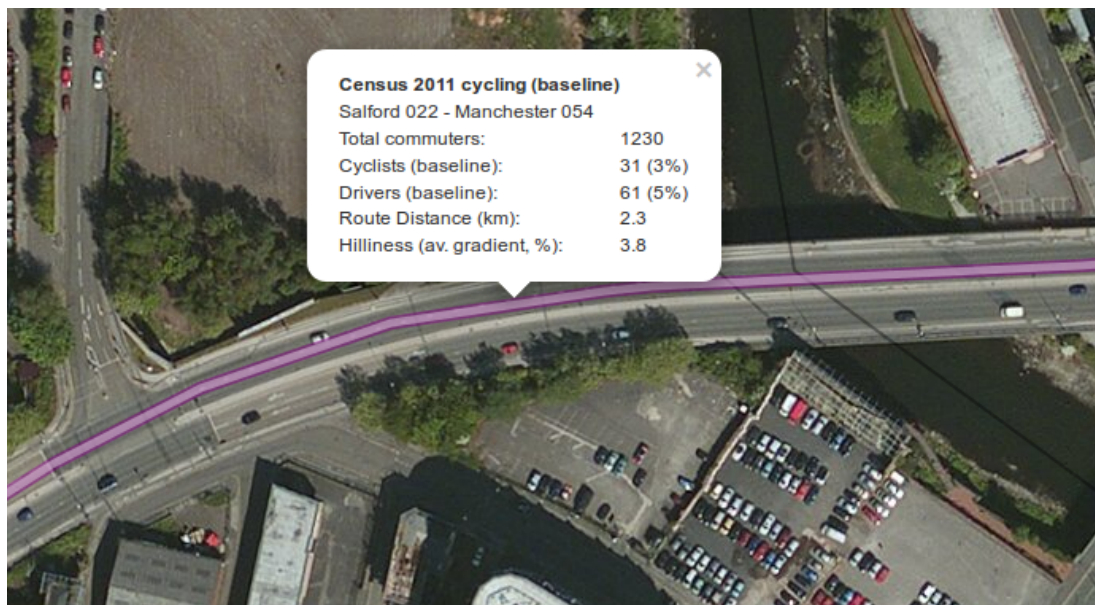 Census 2011 cycling (baseline)
Salford 022 - Manchester 054
Total commuters: 1230
Cyclists (baseline): 31 (3%)
Drivers (baseline): 61 (5%)
Route Distance (km): 2.3
Hilliness (av. gradient, %): 3.8